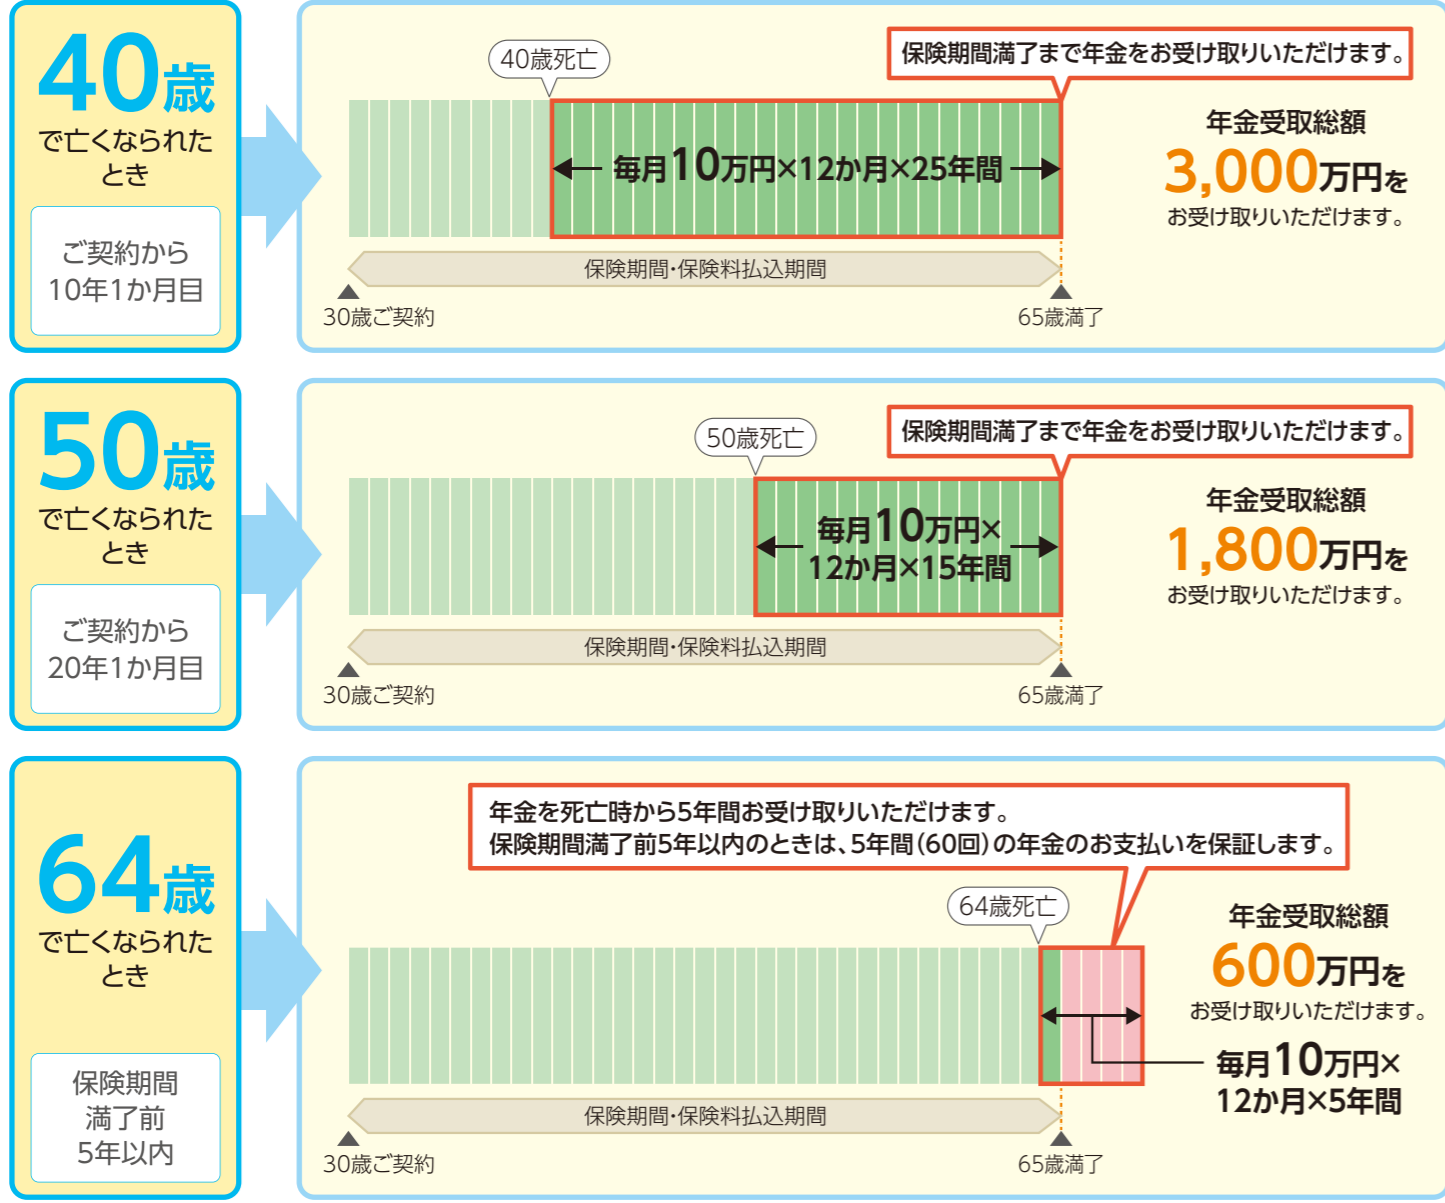 40歳
で亡くなられた
とき
ご契約から
10年1か月目
40歳死亡
保険期間満了まで年金をお受け取りいただけます。
毎月10万円×12か月×25年間
年金受取総額
3,000万円を
お受け取りいただけます。
保険期間・保険料払込期間
30歳ご契約
65歳満了
50歳
で亡くなられた
とき
ご契約から
20年1か月目
50歳死亡
保険期間満了まで年金をお受け取りいただけます。
毎月10万円×
12か月×15年間
年金受取総額
1,800万円を
お受け取りいただけます。
保険期間・保険料払込期間
30歳ご契約
65歳満了
64歳
で亡くなられた
とき
保険期間
満了前
5年以内
年金を死亡時から5年間お受け取りいただけます。
保険期間満了前5年以内のときは、5年間(60回)の年金のお支払いを保証します。
64歳死亡
年金受取総額
600万円を
お受け取りいただけます。
毎月10万円×
12か月×5年間
保険期間・保険料払込期間
30歳ご契約
65歳満了